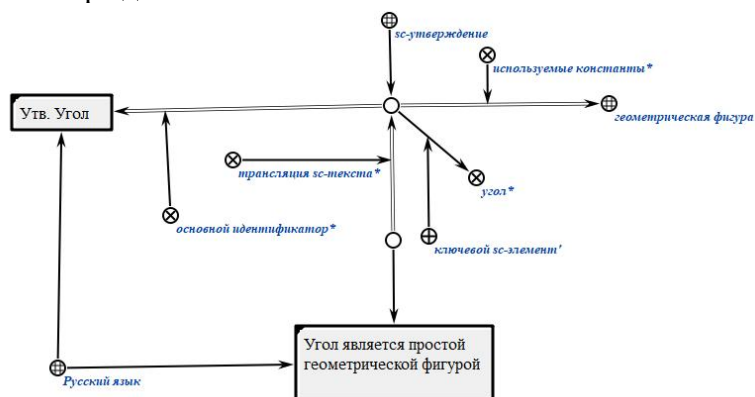 sc-утверждение
используемые константы*
Утв. Угол
геометрическая фигура
трансляция sc-текста*
угол*
основной идентификатор*
ключевой sc-элемент'
Угол является простой
геометрической фигурой
Русский язык